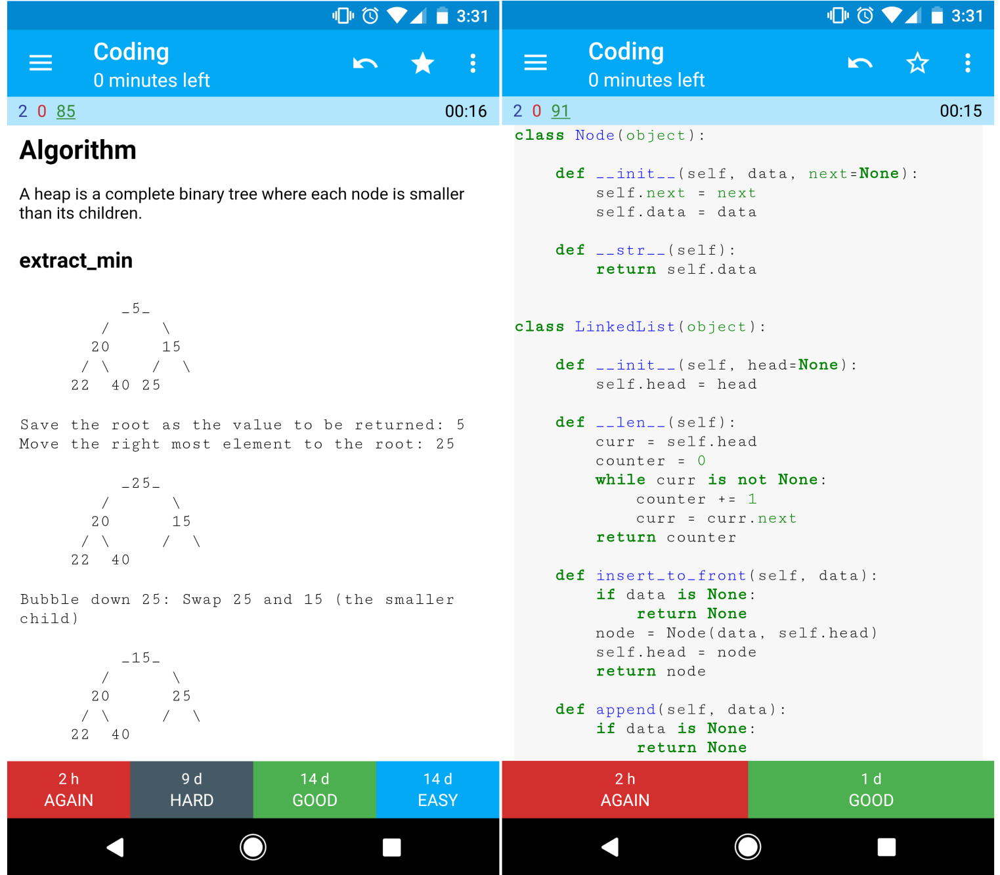 3:31
Coding
0 minutes left
2 0 85 00:16
Algorithm
A heap is a complete binary tree where each node is smaller
than its children.
extract_min
_5_
/ \
20 15
/ \ / \
22 40 25
Save the root as the value to be returned: 5
Move the right most element to the root: 25
_25_
/ \
20 15
/ \ / \
22 40
Bubble down 25: Swap 25 and 15 (the smaller
child)
_15_
/ \
20 25
/ \ / \
22 40
2 h 9 d 14 d 14 d
AGAIN HARD GOOD EASY
3:31
Coding
0 minutes left
2 0 91 00:15
class Node(object):
    def __init__(self, data, next=None):
        self.next = next
        self.data = data
    def __str__(self):
        return self.data
class LinkedList(object):
    def __init__(self, head=None):
        self.head = head
    def __len__(self):
        curr = self.head
        counter = 0
        while curr is not None:
            counter += 1
            curr = curr.next
        return counter
    def insert_to_front(self, data):
        if data is None:
            return None
        node = Node(data, self.head)
        self.head = node
        return node
    def append(self, data):
        if data is None:
            return None
2 h 1 d
AGAIN GOOD